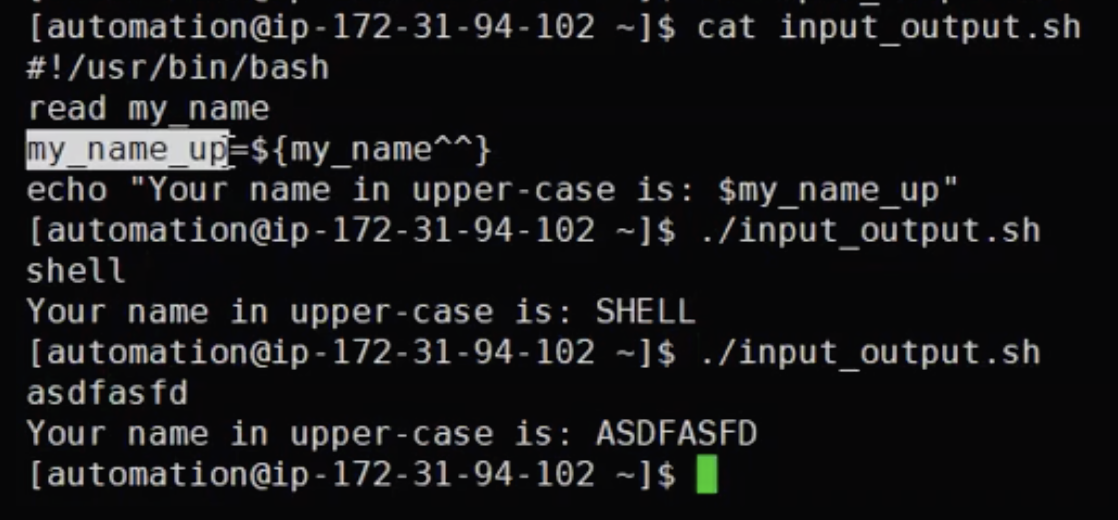 [automation@ip-172-31-94-102 ~]$ cat input_output.sh
#!/usr/bin/bash
read my_name
my_name_up=${my_name^^}
echo "Your name in upper-case is: $my_name_up"
[automation@ip-172-31-94-102 ~]$ ./input_output.sh
shell
Your name in upper-case is: SHELL
[automation@ip-172-31-94-102 ~]$ ./input_output.sh
asdfasfd
Your name in upper-case is: ASDFASFD
[automation@ip-172-31-94-102 ~]$